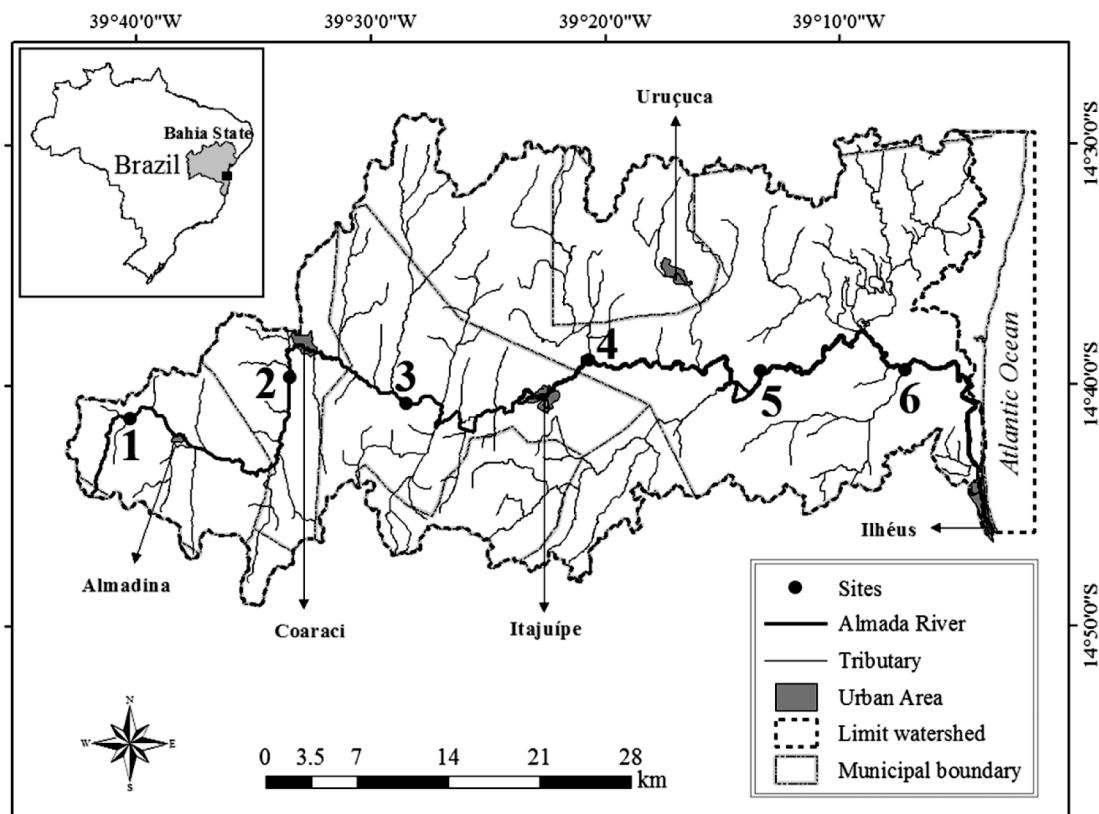 39°40'0"W 39°30'0"W 39°20'0"W 39°10'0"W
Uruçuca
Bahia State
Brazil
14°30'0"S
4
2
3
14°40'0"S
1
5
6
Atlantic Ocean
Ilhéus
Almadina
Coaraci
Itajuípe
14°50'0"S
Sites
Almada River
Tributary
Urban Area
Limit watershed
Municipal boundary
N
W E
S
0 3.5 7 14 21 28
km